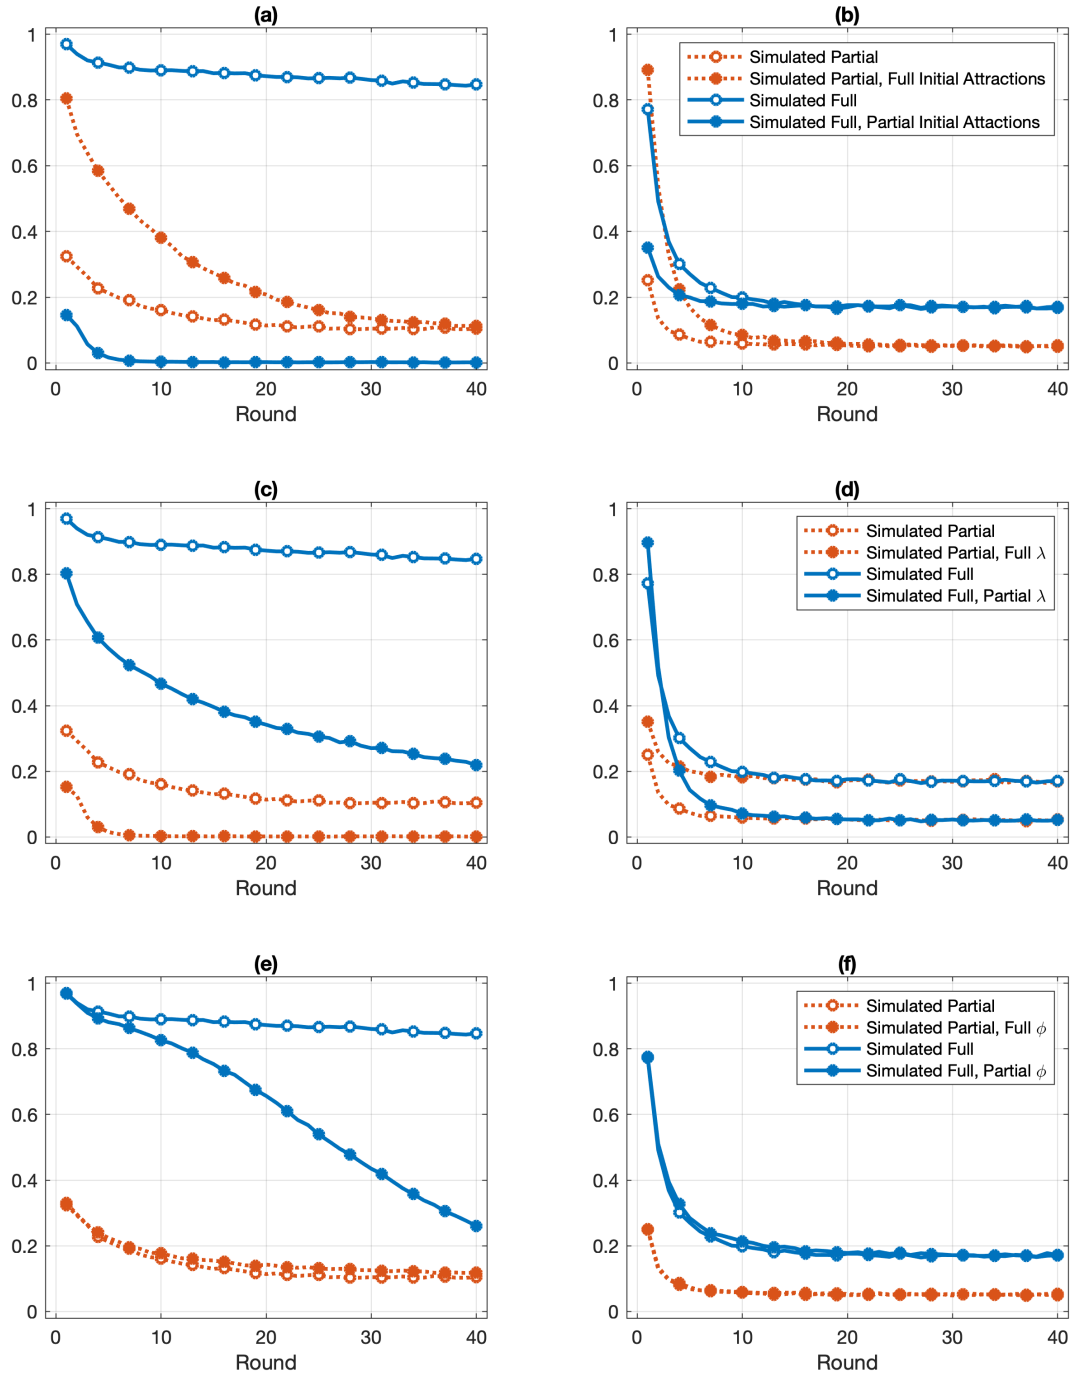 (a)
1
0.8
0.6
0.4
0.2
0
0 10 20 30 40
Round
(b)
1
0.8
0.6
0.4
0.2
0
0 10 20 30 40
Round
Simulated Partial
Simulated Partial, Full Initial Attractions
Simulated Full
Simulated Full, Partial Initial Attactions
(c)
1
0.8
0.6
0.4
0.2
0
0 10 20 30 40
Round
(d)
1
0.8
0.6
0.4
0.2
0
0 10 20 30 40
Round
Simulated Partial
Simulated Partial, Full λ
Simulated Full
Simulated Full, Partial λ
(e)
1
0.8
0.6
0.4
0.2
0
0 10 20 30 40
Round
(f)
1
0.8
0.6
0.4
0.2
0
0 10 20 30 40
Round
Simulated Partial
Simulated Partial, Full ϕ
Simulated Full
Simulated Full, Partial ϕ